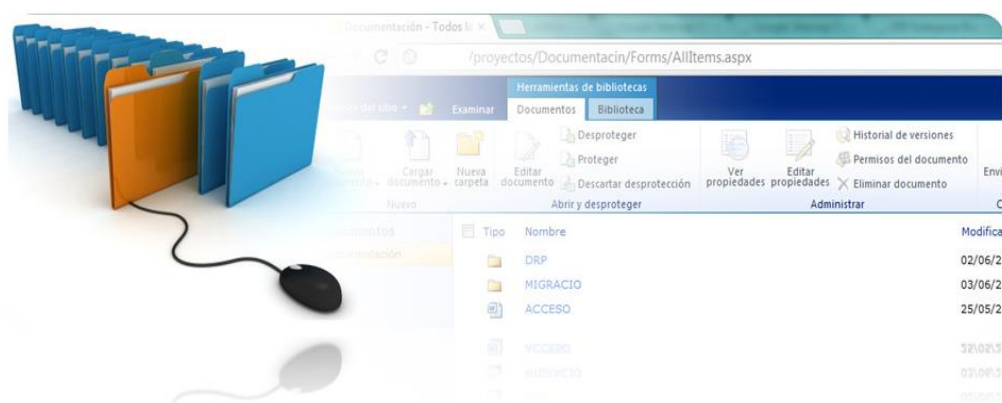 Documentación - Todos lo ×
/proyectos/Documentacin/Forms/AllItems.aspx
Herramientas de bibliotecas
Examinar Documentos Biblioteca
Desproteger
Proteger
Descartar desprotección
Cargar documento
Nueva carpeta
Editar documento
Ver propiedades
Editar propiedades
Historial de versiones
Permisos del documento
Eliminar documento
Envi
Nuevo Abrir y desproteger Administrar
Tipo Nombre Modifica
DRP 02/06/2
MIGRACIO 03/06/2
ACCESO 25/05/2